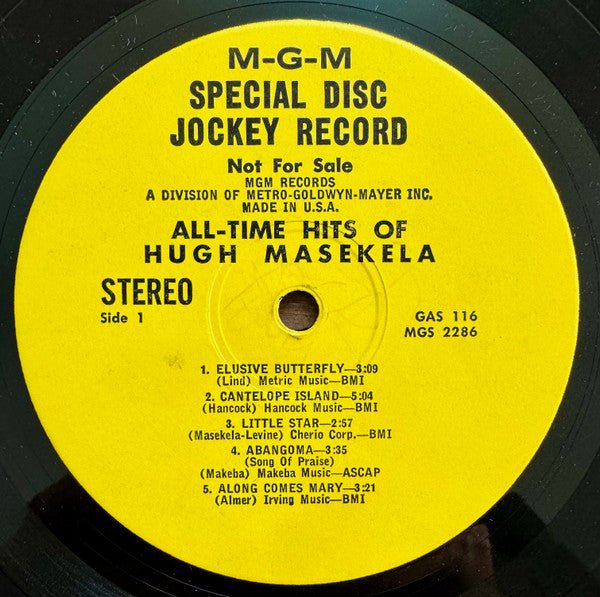 M-G-M
SPECIAL DISC
JOCKEY RECORD
Not For Sale
MGM RECORDS
A DIVISION OF METRO-GOLDWYN-MAYER INC.
MADE IN U.S.A.
ALL-TIME HITS OF
HUGH MASEKELA
STEREO
Side 1
GAS 116
MGS 2286
1. ELUSIVE BUTTERFLY—3:09
(Lind) Metric Music—BMI
2. CANTELOPE ISLAND—5:04
(Hancock) Hancock Music—BMI
3. LITTLE STAR—2:57
(Masekela-Levine) Cherio Corp.—BMI
4. ABANGOMA—3:35
(Song Of Praise)
(Makeba) Makeba Music—ASCAP
5. ALONG COMES MARY—3:21
(Almer) Irving Music—BMI